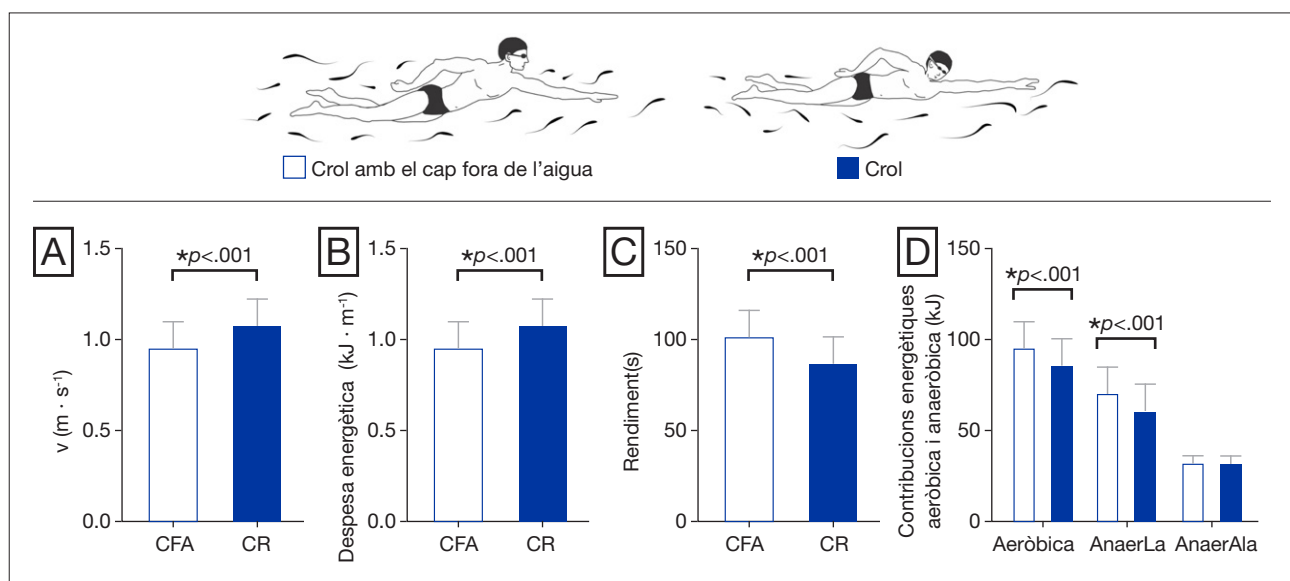 Crol amb el cap fora de l'aigua
Crol
A
1.5
1.0
0.5
0.0
v (m · s⁻¹)
*p<.001
CFA
CR
B
1.5
1.0
0.5
0.0
Despesa energètica (kJ · m⁻¹)
*p<.001
CFA
CR
C
150
100
50
0
Rendiment(s)
*p<.001
CFA
CR
D
150
100
50
0
Contribucions energètiques
aeròbica i anaeròbica (kJ)
*p<.001
*p<.001
Aeròbica
AnaerLa
AnaerAla